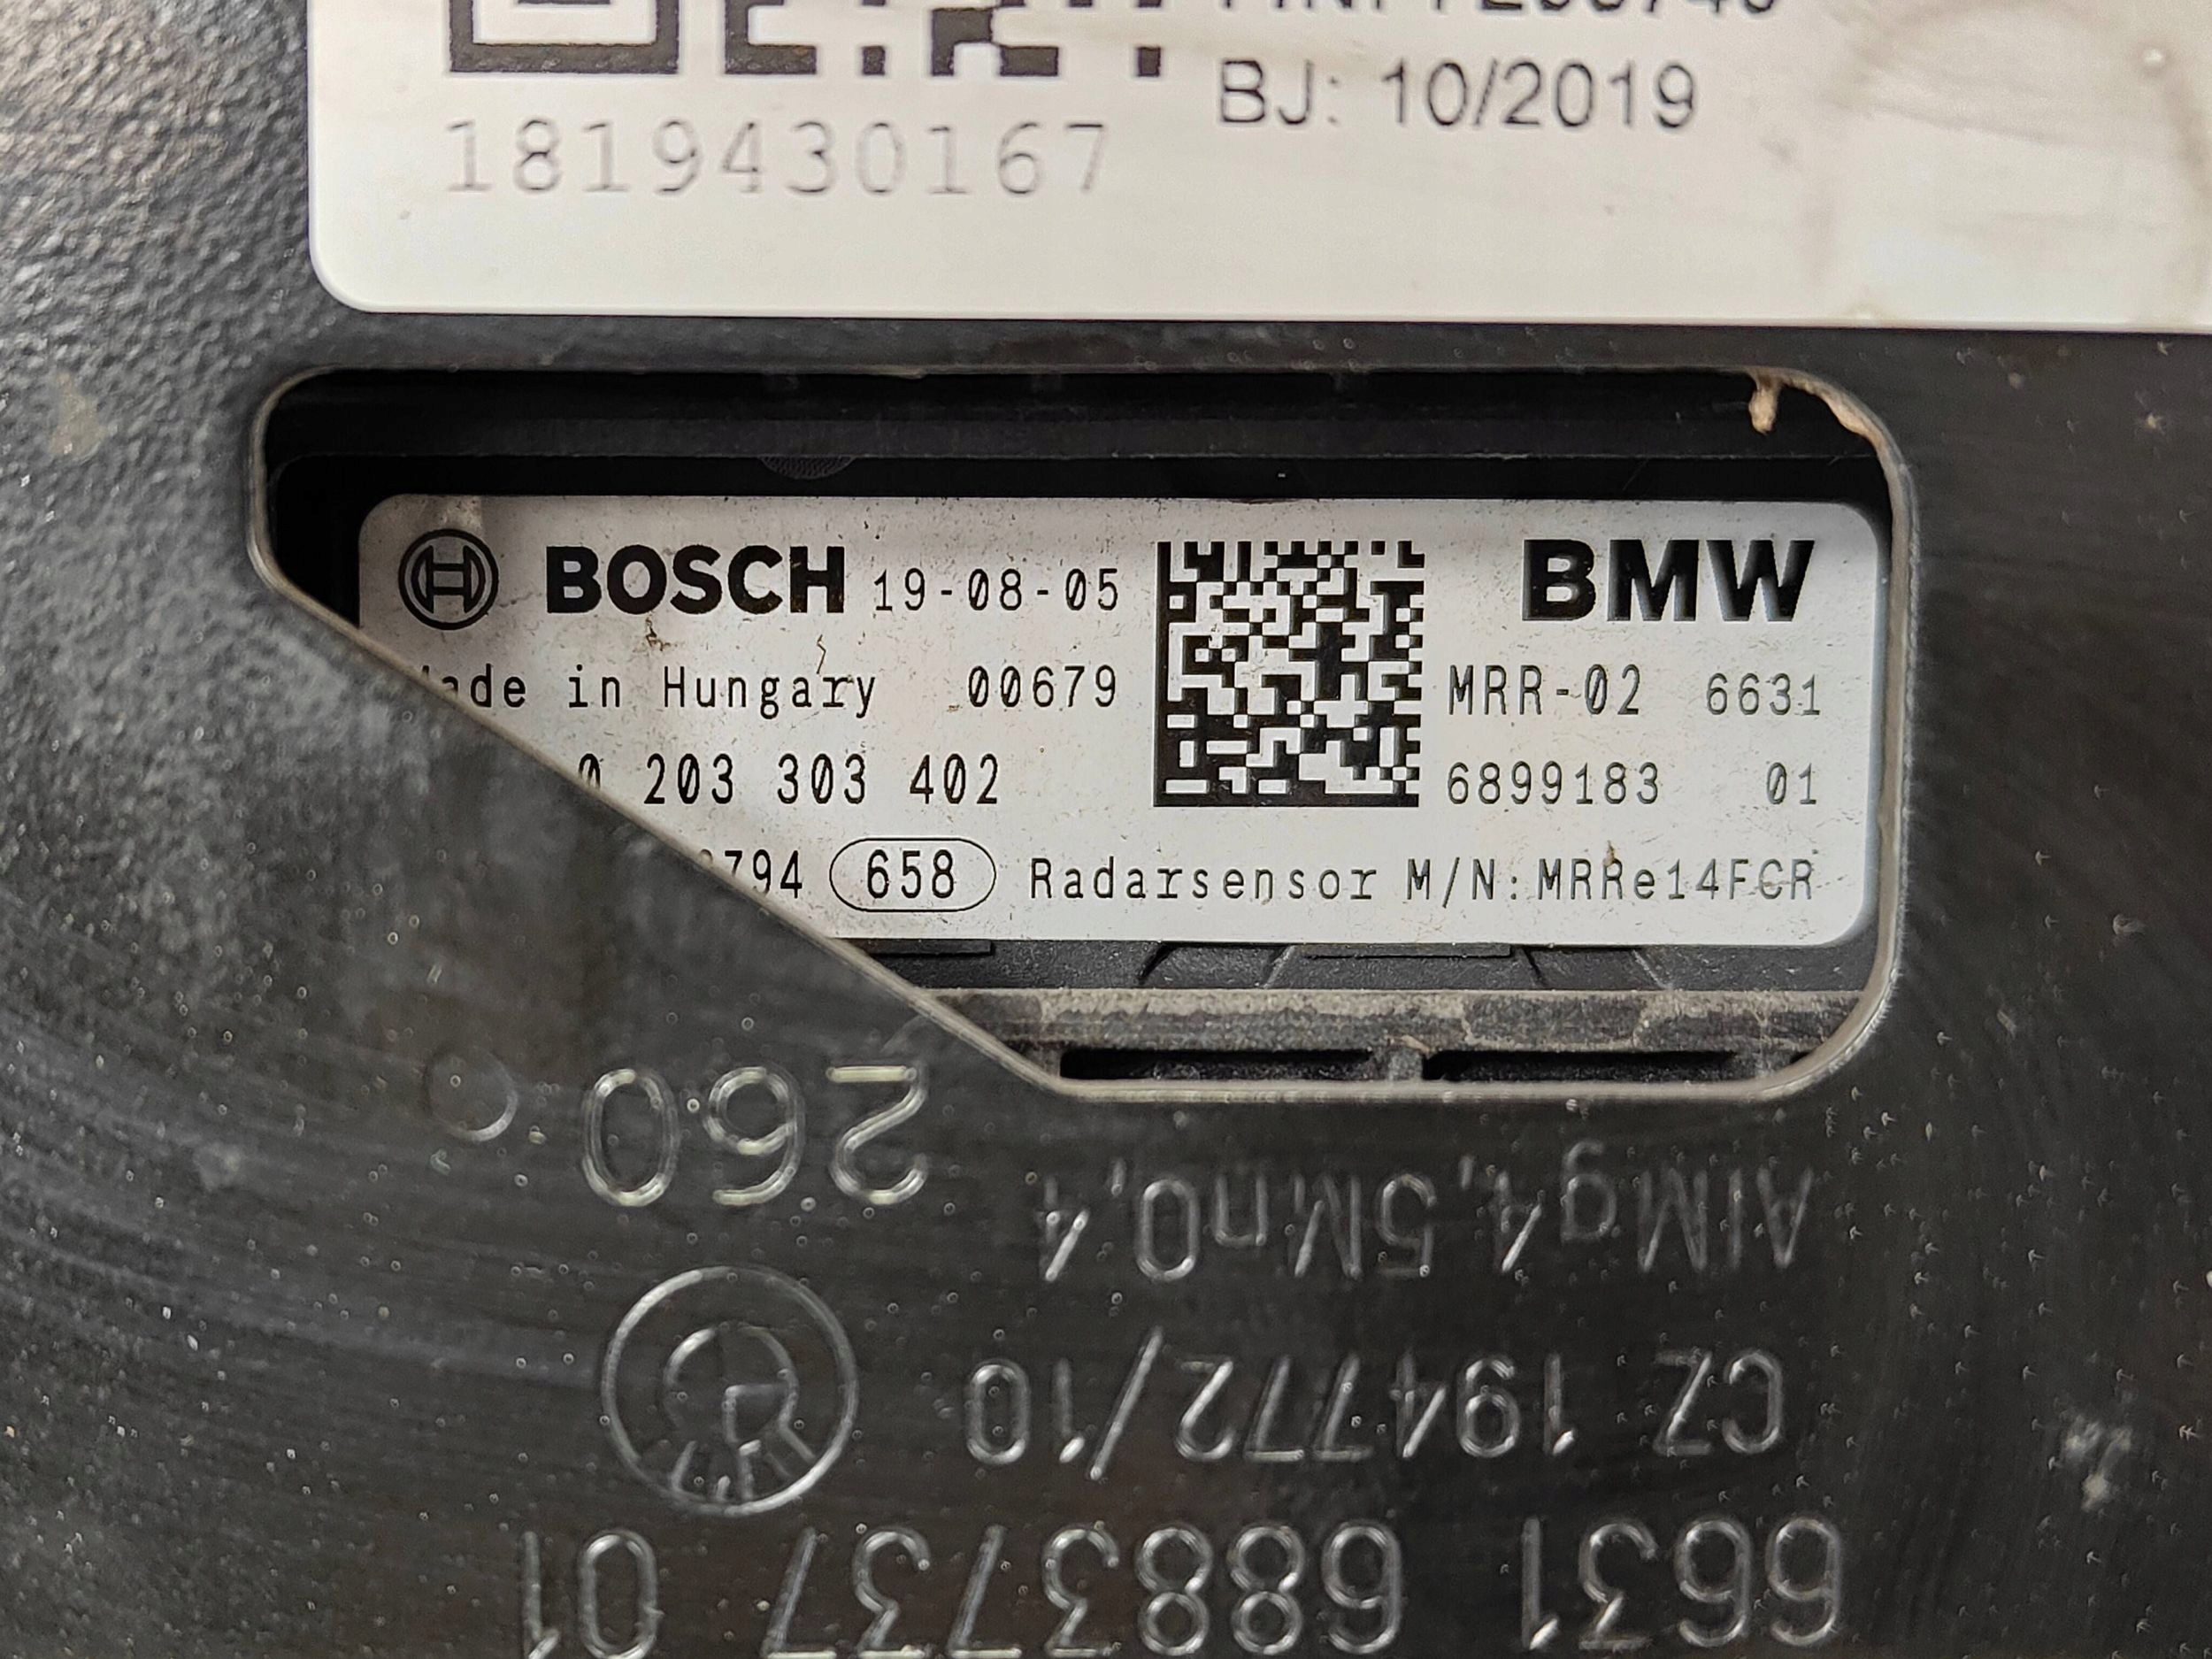 BJ: 10/2019
1819430167
BOSCH 19-08-05
BMW
Made in Hungary 00679
MRR-02 6631
0 203 303 402
6899183 01
794 658 Radarsensor M/N:MRRe14FCR
260
AlMg4,5Mn0,4
CZ 194772/10
6631 6883737 01